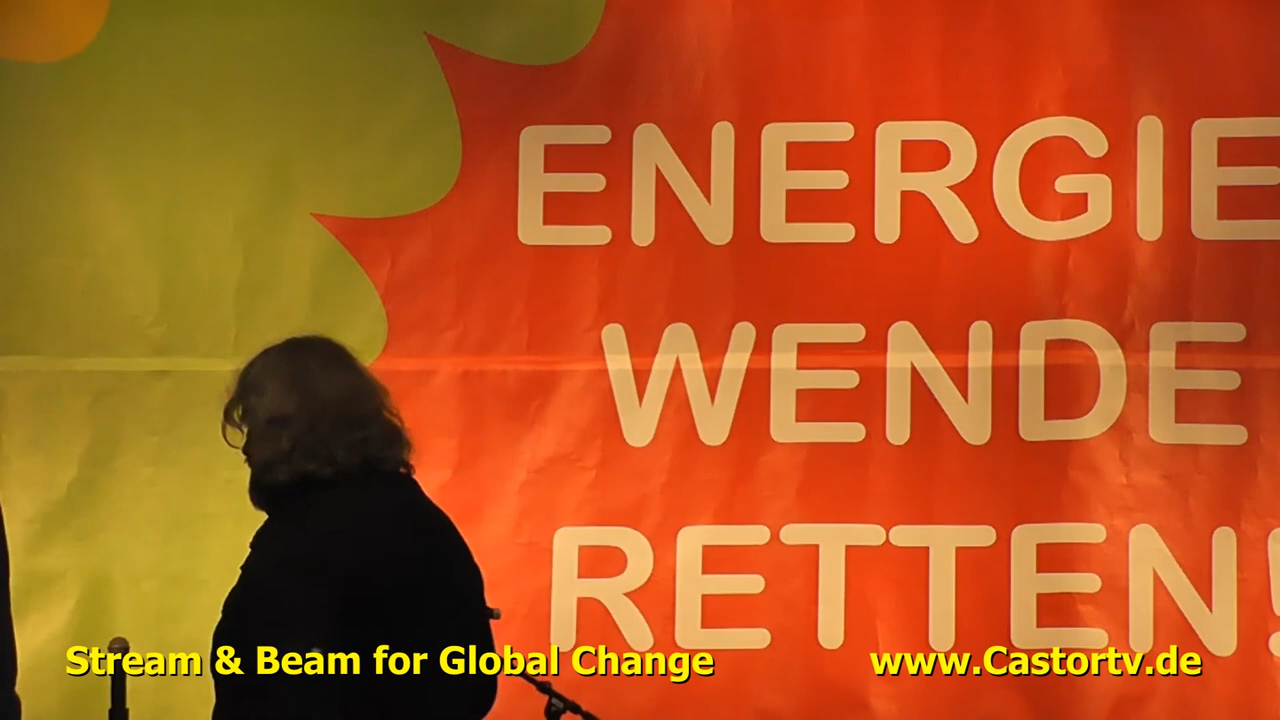 ENERGIE
WENDE
RETTEN!
Stream & Beam for Global Change
www.Castortv.de